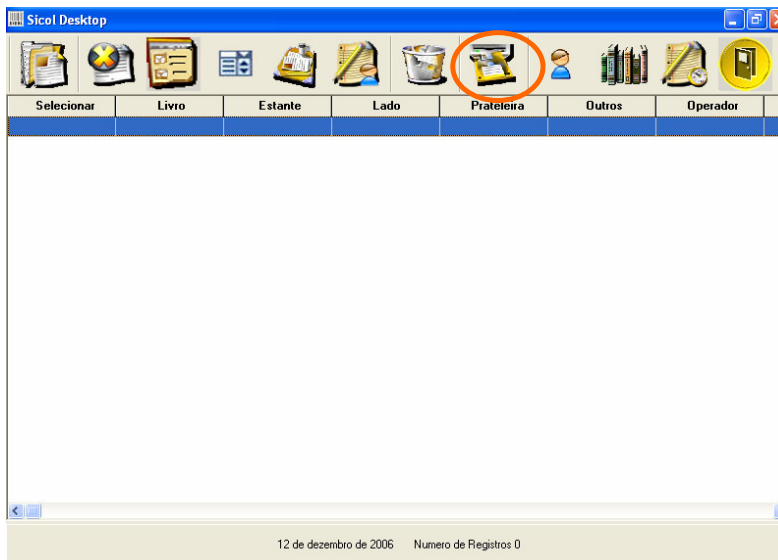 Sicol Desktop
Selecionar Livro Estante Lado Prateleira Outros Operador
12 de dezembro de 2006 Numero de Registros 0